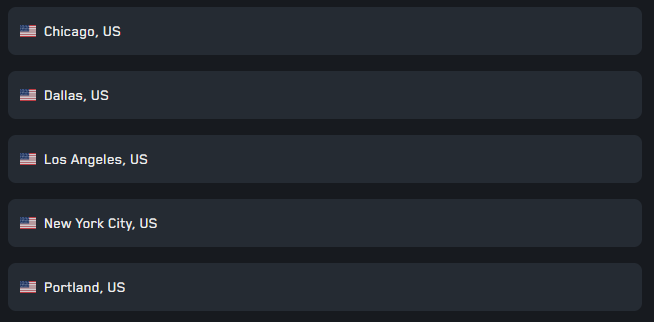 Chicago, US
Dallas, US
Los Angeles, US
New York City, US
Portland, US